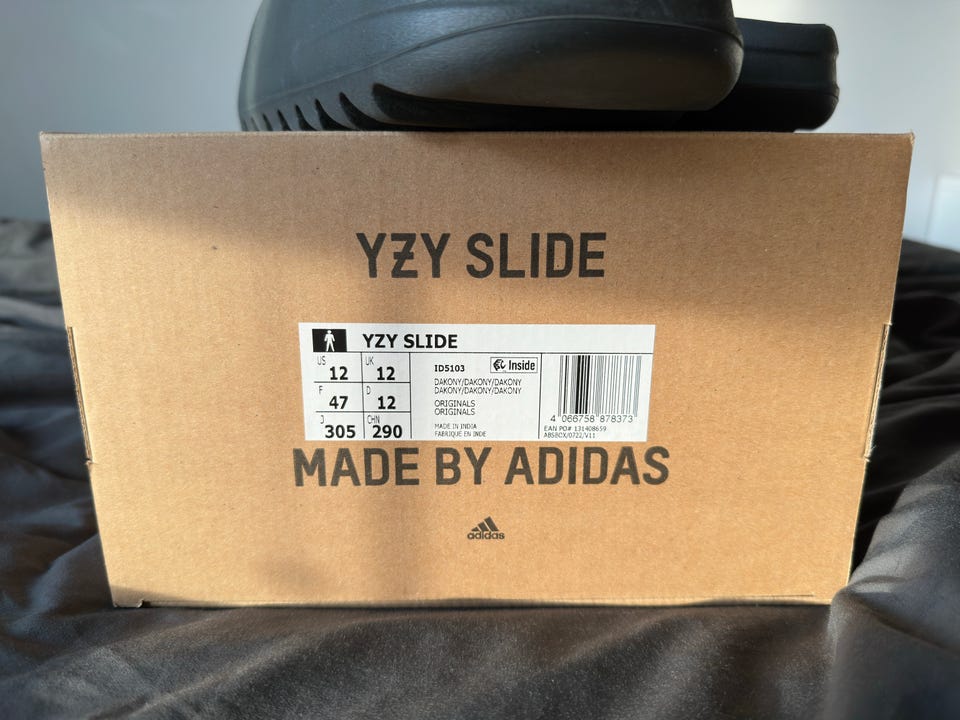 YZY SLIDE
YZY SLIDE
US 12 UK 12
F 47 D 12
J 305 CHN 290
ID5103 Inside
DAKONY/DAKONY/DAKONY
DAKONY/DAKONY/DAKONY
ORIGINALS
ORIGINALS
MADE IN INDIA
FABRIQUE EN INDE
4 066758 878373
EAN PO# 131408659
ABSBOX/0722/V11
MADE BY ADIDAS
adidas